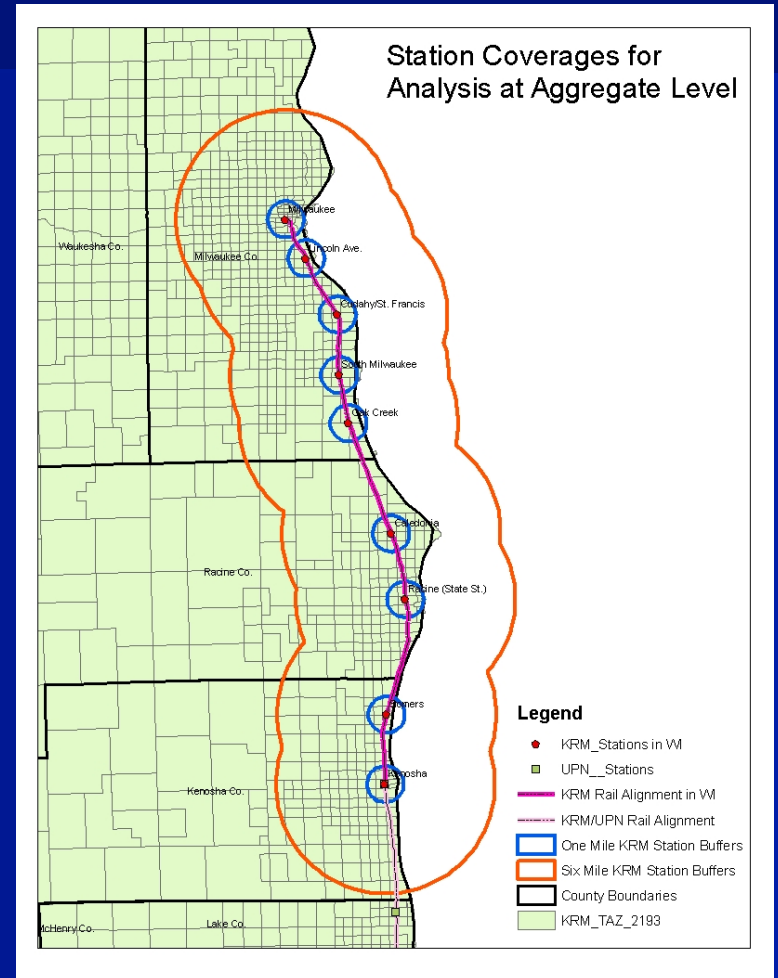 Station Coverages for
Analysis at Aggregate Level
Milwaukee
Waukesha Co.
Milwaukee Co.
Lincoln Ave.
Cudahy/St. Francis
South Milwaukee
Oak Creek
Caledonia
Racine Co.
Racine (State St.)
Somers
Kenosha
Kenosha Co.
McHenry Co.
Lake Co.
Legend
KRM_Stations in WI
UPN__Stations
KRM Rail Alignment in WI
KRM/UPN Rail Alignment
One Mile KRM Station Buffers
Six Mile KRM Station Buffers
County Boundaries
KRM_TAZ_2193